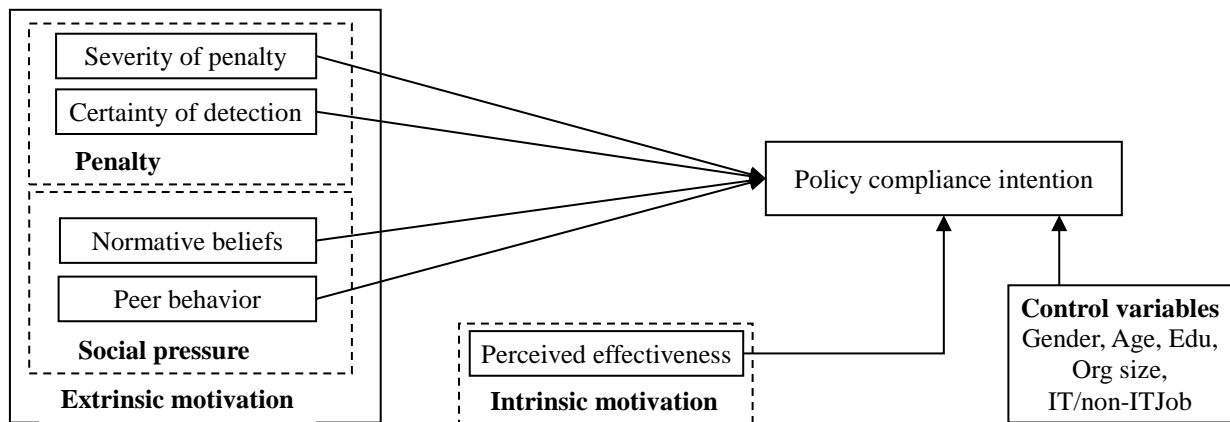 Severity of penalty
Certainty of detection
Penalty
Normative beliefs
Peer behavior
Social pressure
Extrinsic motivation
Perceived effectiveness
Intrinsic motivation
Policy compliance intention
Control variables
Gender, Age, Edu,
Org size,
IT/non-ITJob